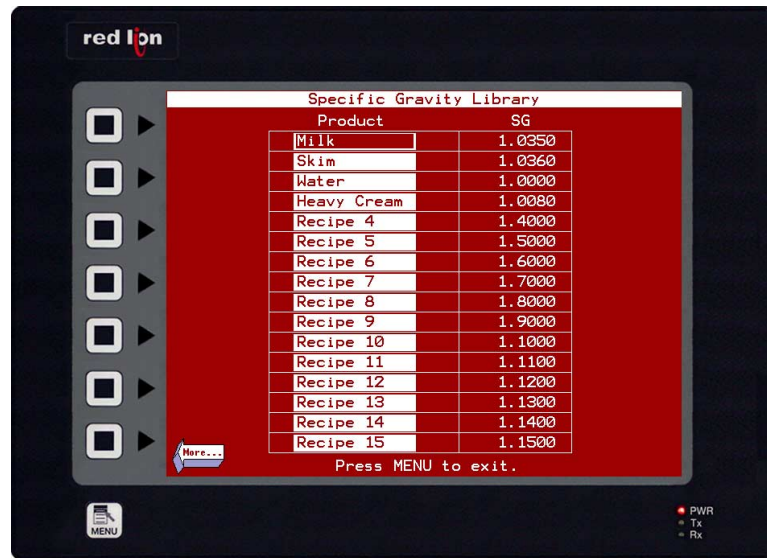 red lion
Specific Gravity Library
Product SG
Milk 1.0350
Skim 1.0360
Water 1.0000
Heavy Cream 1.0080
Recipe 4 1.4000
Recipe 5 1.5000
Recipe 6 1.6000
Recipe 7 1.7000
Recipe 8 1.8000
Recipe 9 1.9000
Recipe 10 1.1000
Recipe 11 1.1100
Recipe 12 1.1200
Recipe 13 1.1300
Recipe 14 1.1400
Recipe 15 1.1500
More...
Press MENU to exit.
MENU
PWR
Tx
Rx